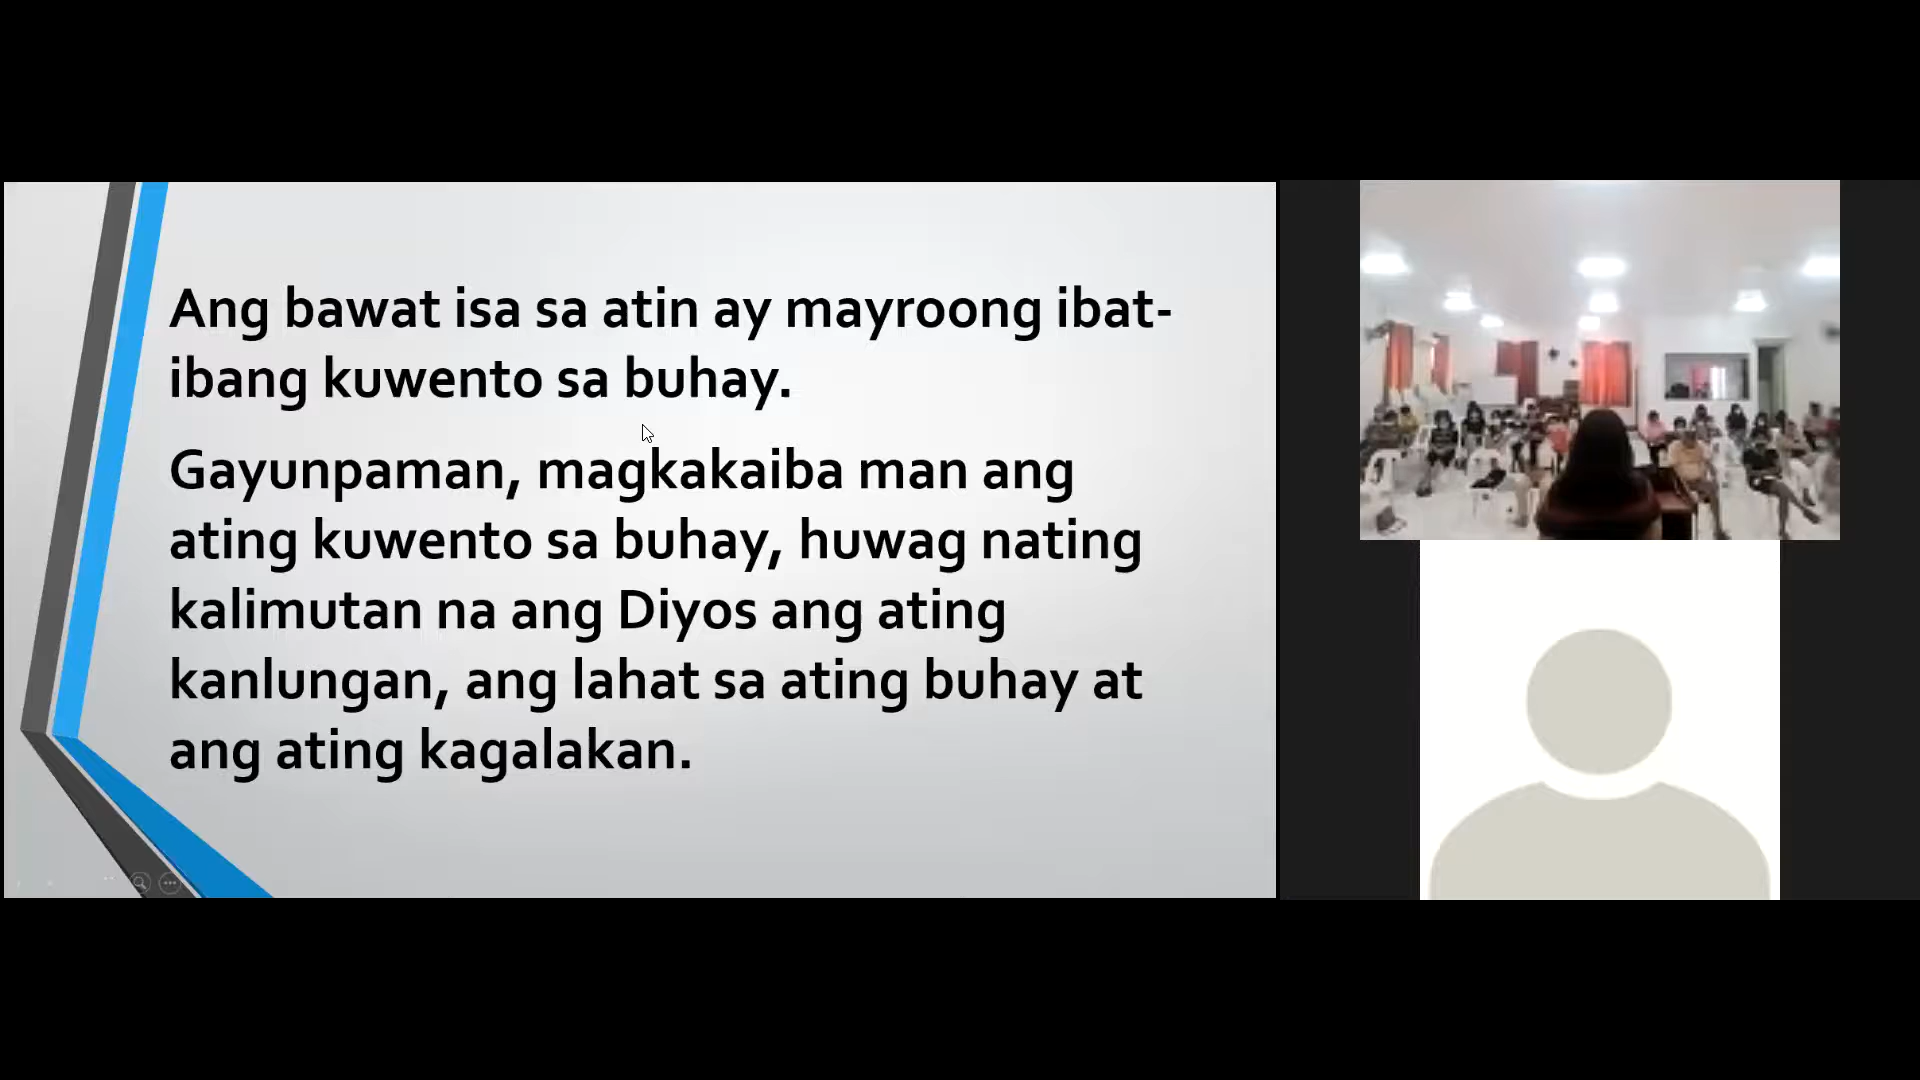 Ang bawat isa sa atin ay mayroong ibat-
ibang kuwento sa buhay.
Gayunpaman, magkakaiba man ang
ating kuwento sa buhay, huwag nating
kalimutan na ang Diyos ang ating
kanlungan, ang lahat sa ating buhay at
ang ating kagalakan.